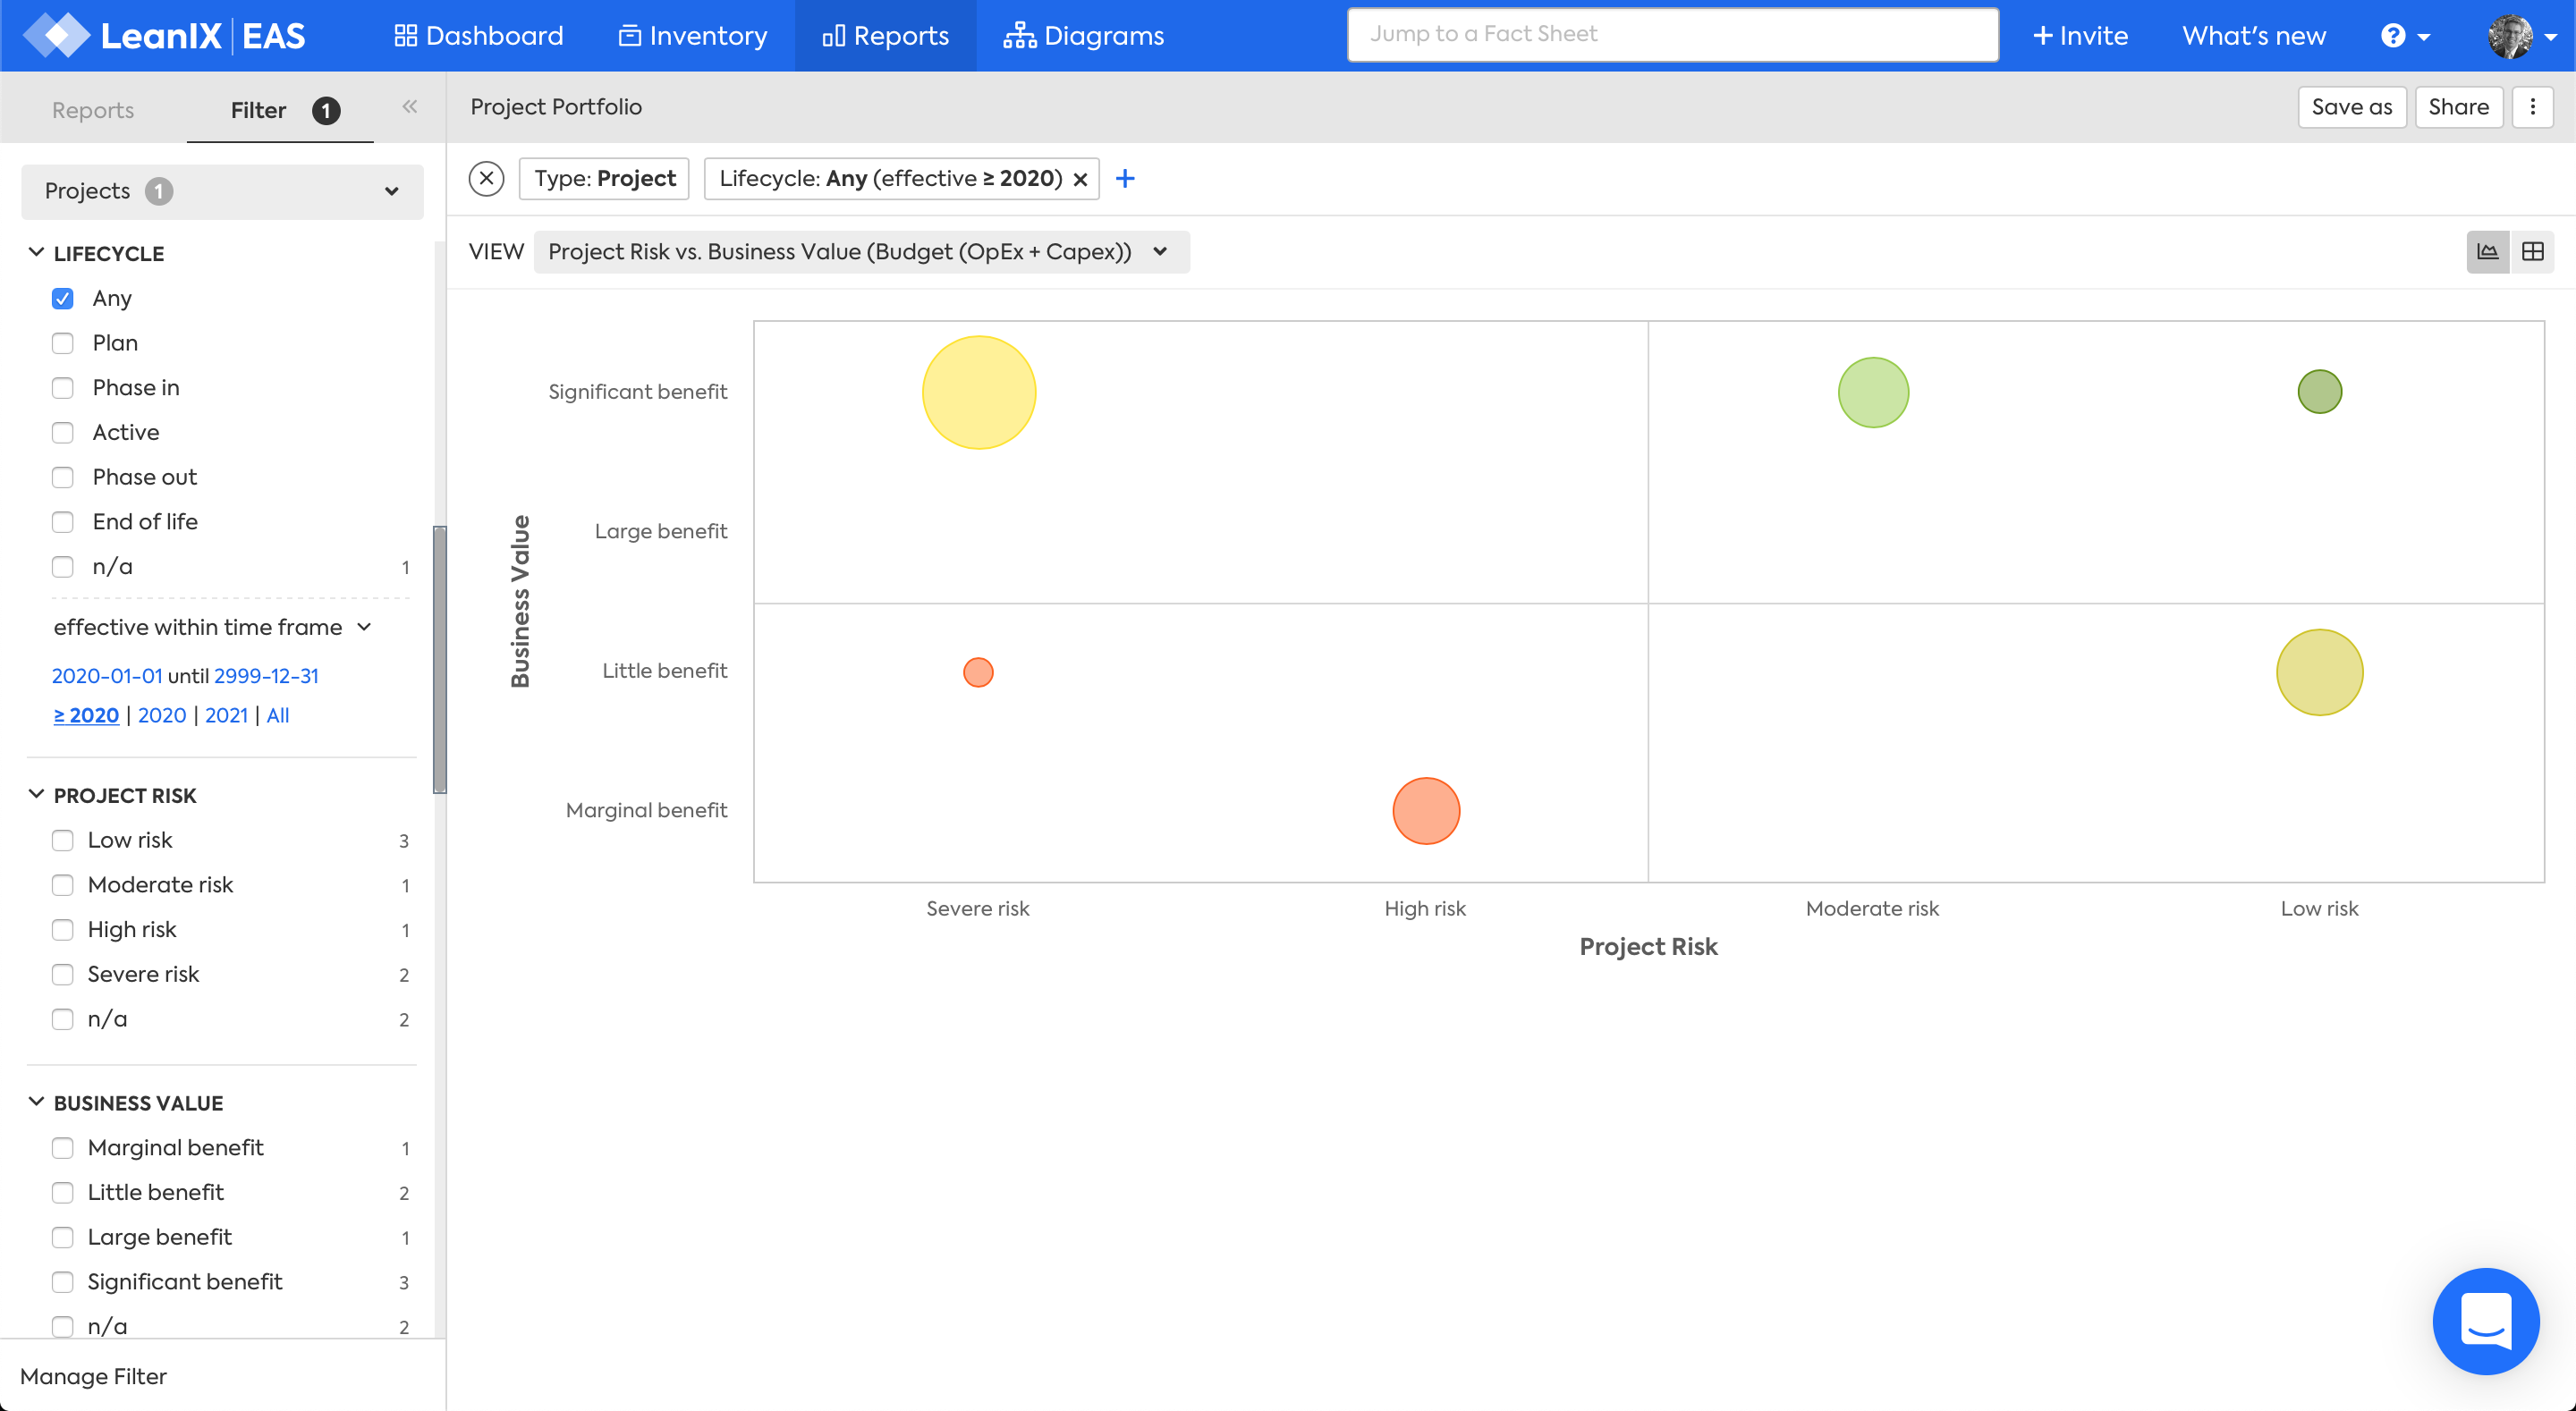 LeanIX EAS Dashboard Inventory Reports Diagrams Jump to a Fact Sheet + Invite What's new ?
Reports Filter 1 Project Portfolio Save as Share
Projects 1
Type: Project Lifecycle: Any (effective ≥ 2020) × +
VIEW Project Risk vs. Business Value (Budget (OpEx + Capex))
LIFECYCLE
Any
Plan
Phase in
Active
Phase out
End of life
n/a 1
effective within time frame
2020-01-01 until 2999-12-31
≥ 2020 | 2020 | 2021 | All
PROJECT RISK
Low risk 3
Moderate risk 1
High risk 1
Severe risk 2
n/a 2
BUSINESS VALUE
Marginal benefit 1
Little benefit 2
Large benefit 1
Significant benefit 3
n/a 2
Manage Filter
Business Value
Significant benefit
Large benefit
Little benefit
Marginal benefit
Severe risk High risk Moderate risk Low risk
Project Risk